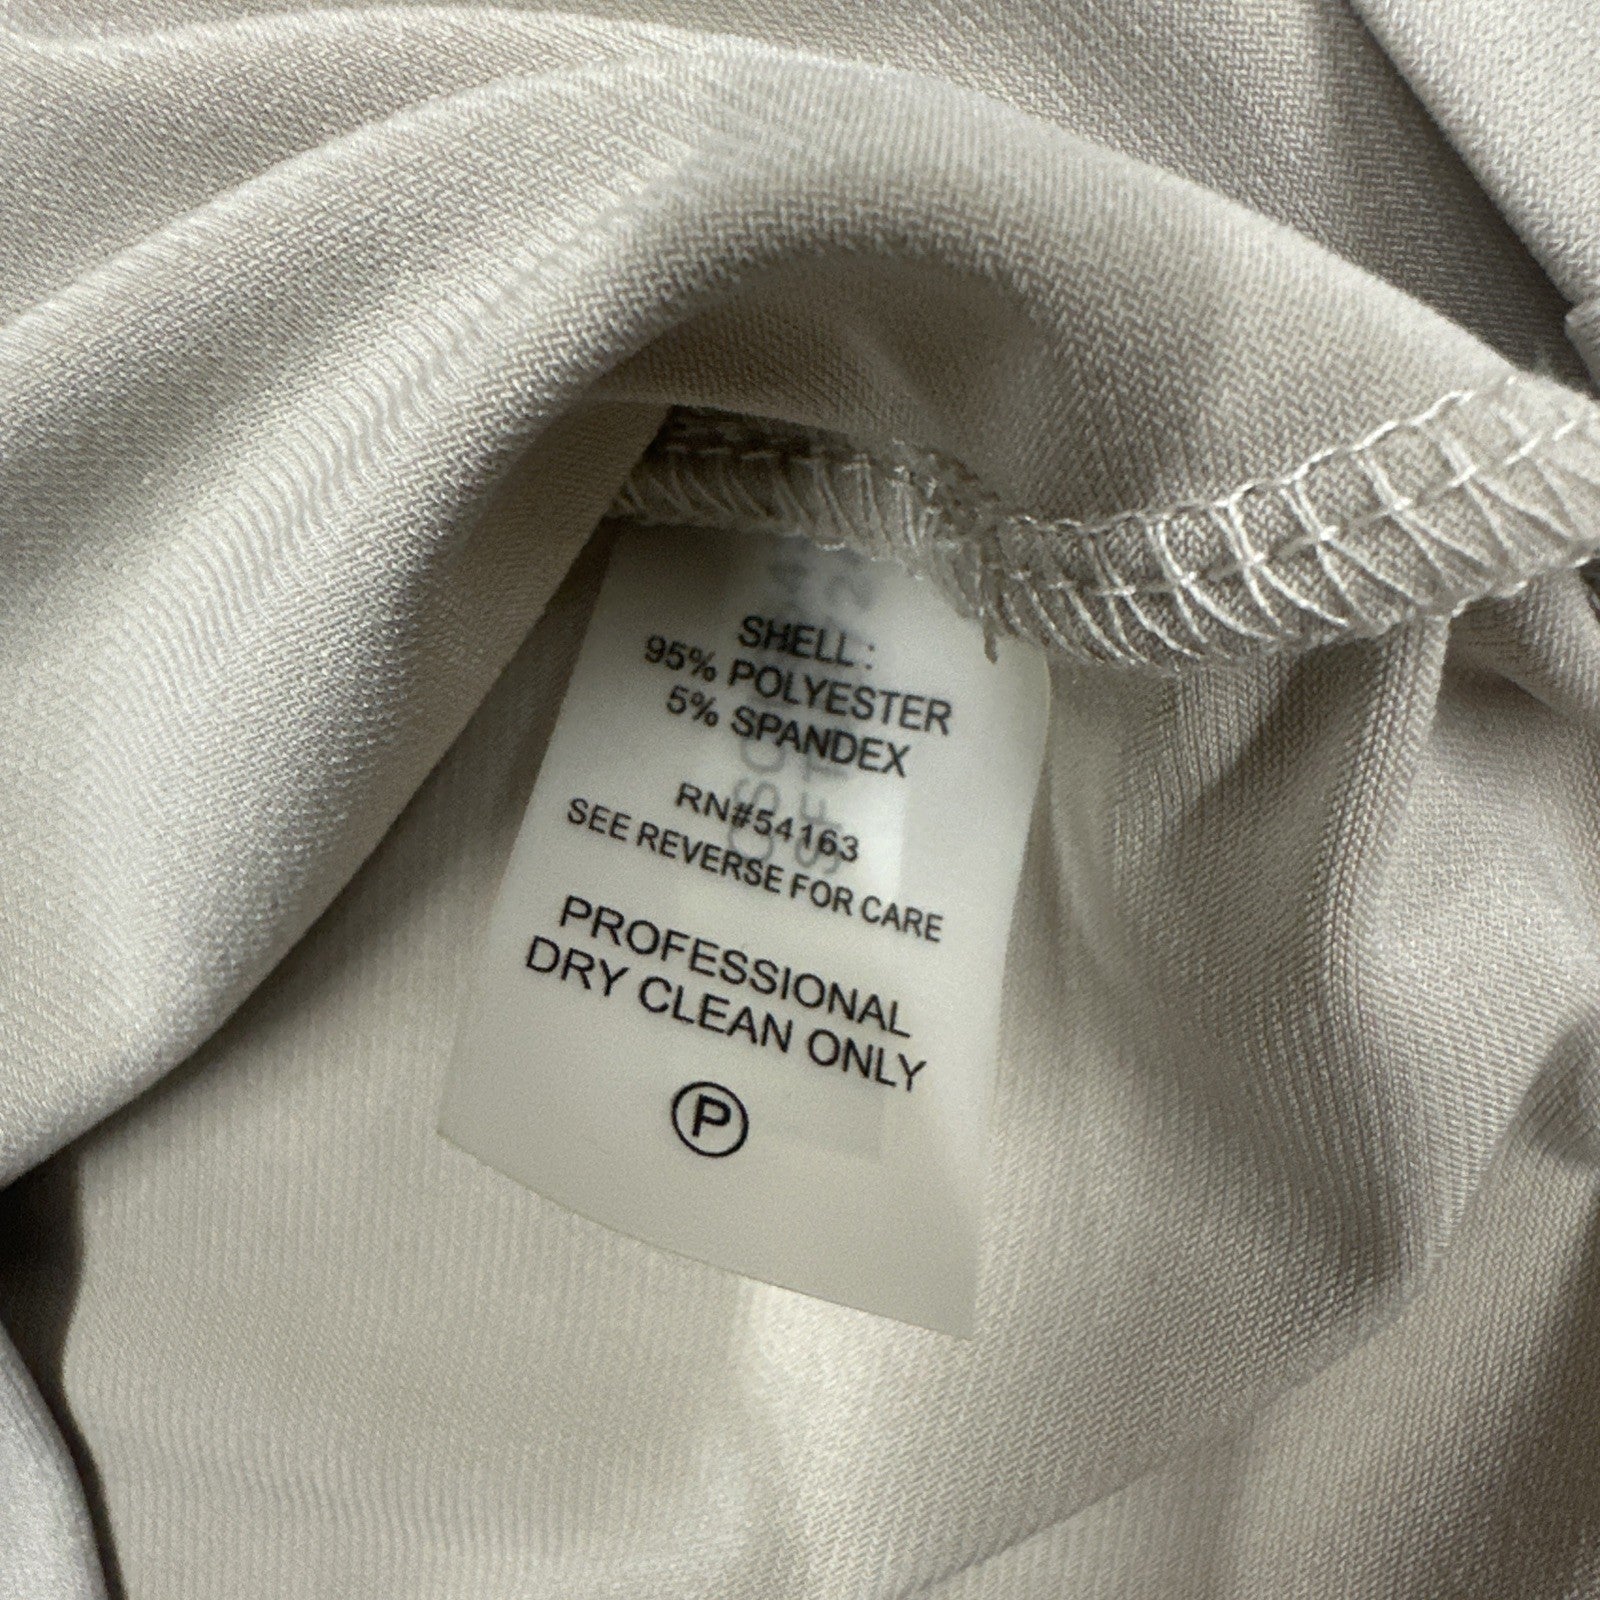 SHELL:
95% POLYESTER
5% SPANDEX
RN#54163
SEE REVERSE FOR CARE
PROFESSIONAL
DRY CLEAN ONLY
P